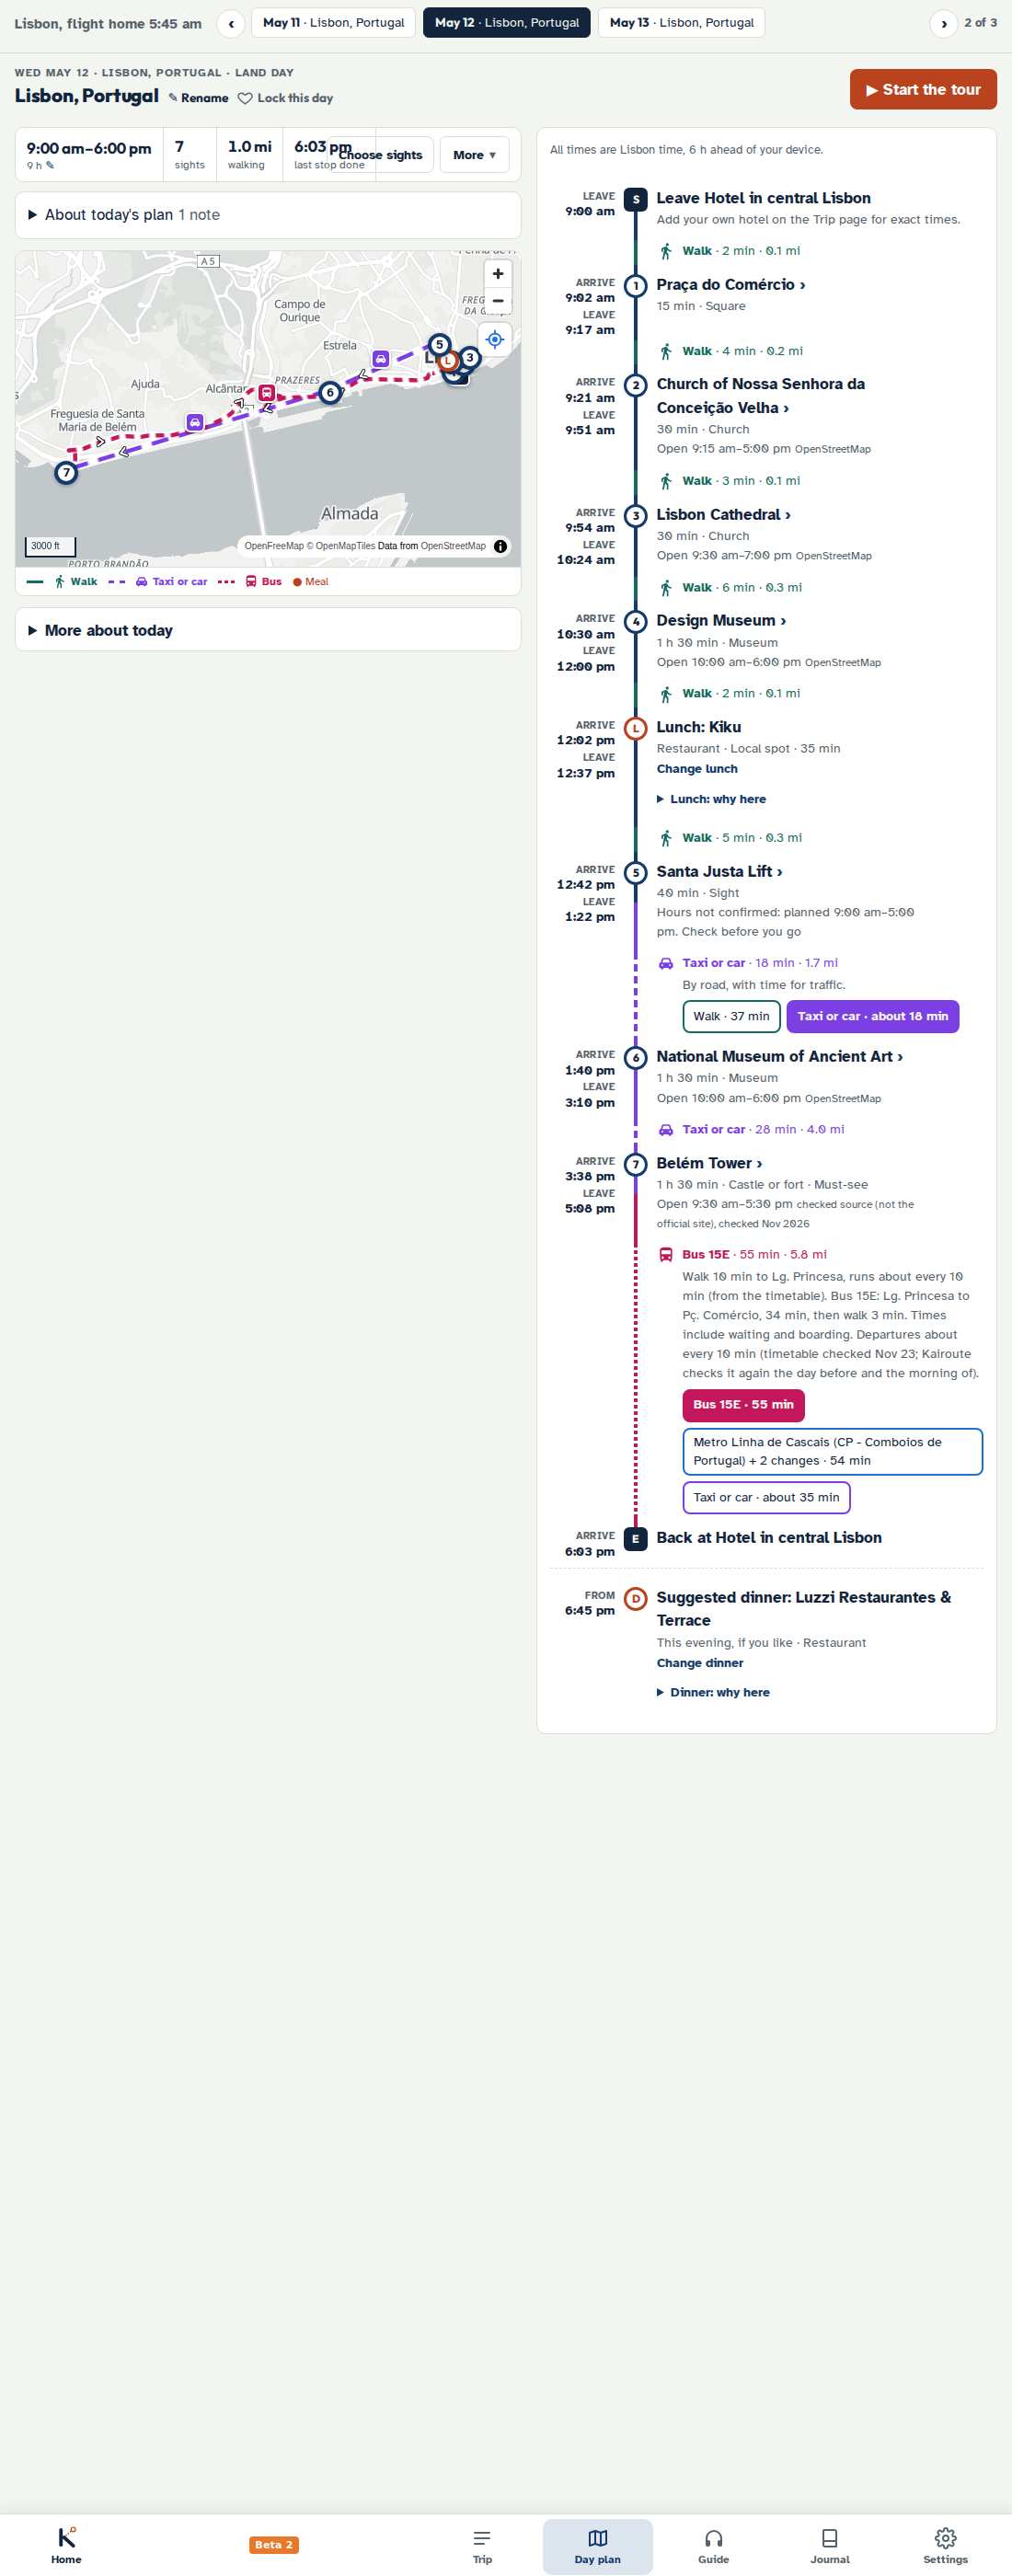 Lisbon, flight home 5:45 am
‹
May 11 · Lisbon, Portugal
May 12 · Lisbon, Portugal
May 13 · Lisbon, Portugal
›
2 of 3
WED MAY 12 · LISBON, PORTUGAL · LAND DAY
Lisbon, Portugal ✎ Rename Lock this day
▶ Start the tour
9:00 am–6:00 pm
9 h ✎
7
sights
1.0 mi
walking
6:03 pm
last stop done
Choose sights
More ▾
▶ About today's plan 1 note
A 5
Campo de
Ourique
Estrela
Ajuda
Alcântar
PRAZERES
Freguesia de Santa
Maria de Belém
FREG
DA G
+
−
5
L
3
6
7
Almada
3000 ft
PORTO BRANDÃO
OpenFreeMap © OpenMapTiles Data from OpenStreetMap
Walk Taxi or car Bus Meal
▶ More about today
All times are Lisbon time, 6 h ahead of your device.
LEAVE
9:00 am
S
Leave Hotel in central Lisbon
Add your own hotel on the Trip page for exact times.
Walk · 2 min · 0.1 mi
ARRIVE
9:02 am
LEAVE
9:17 am
1
Praça do Comércio ›
15 min · Square
Walk · 4 min · 0.2 mi
ARRIVE
9:21 am
LEAVE
9:51 am
2
Church of Nossa Senhora da
Conceição Velha ›
30 min · Church
Open 9:15 am–5:00 pm OpenStreetMap
Walk · 3 min · 0.1 mi
ARRIVE
9:54 am
LEAVE
10:24 am
3
Lisbon Cathedral ›
30 min · Church
Open 9:30 am–7:00 pm OpenStreetMap
Walk · 6 min · 0.3 mi
ARRIVE
10:30 am
LEAVE
12:00 pm
4
Design Museum ›
1 h 30 min · Museum
Open 10:00 am–6:00 pm OpenStreetMap
Walk · 2 min · 0.1 mi
ARRIVE
12:02 pm
LEAVE
12:37 pm
L
Lunch: Kiku
Restaurant · Local spot · 35 min
Change lunch
▶ Lunch: why here
Walk · 5 min · 0.3 mi
ARRIVE
12:42 pm
LEAVE
1:22 pm
5
Santa Justa Lift ›
40 min · Sight
Hours not confirmed: planned 9:00 am–5:00
pm. Check before you go
Taxi or car · 18 min · 1.7 mi
By road, with time for traffic.
Walk · 37 min
Taxi or car · about 18 min
ARRIVE
1:40 pm
LEAVE
3:10 pm
6
National Museum of Ancient Art ›
1 h 30 min · Museum
Open 10:00 am–6:00 pm OpenStreetMap
Taxi or car · 28 min · 4.0 mi
ARRIVE
3:38 pm
LEAVE
5:08 pm
7
Belém Tower ›
1 h 30 min · Castle or fort · Must-see
Open 9:30 am–5:30 pm checked source (not the
official site), checked Nov 2026
Bus 15E · 55 min · 5.8 mi
Walk 10 min to Lg. Princesa, runs about every 10
min (from the timetable). Bus 15E: Lg. Princesa to
Pç. Comércio, 34 min, then walk 3 min. Times
include waiting and boarding. Departures about
every 10 min (timetable checked Nov 23; Kairoute
checks it again the day before and the morning of).
Bus 15E · 55 min
Metro Linha de Cascais (CP - Comboios de
Portugal) + 2 changes · 54 min
Taxi or car · about 35 min
ARRIVE
6:03 pm
E
Back at Hotel in central Lisbon
FROM
6:45 pm
D
Suggested dinner: Luzzi Restaurantes &
Terrace
This evening, if you like · Restaurant
Change dinner
▶ Dinner: why here
Home
Beta 2
Trip
Day plan
Guide
Journal
Settings